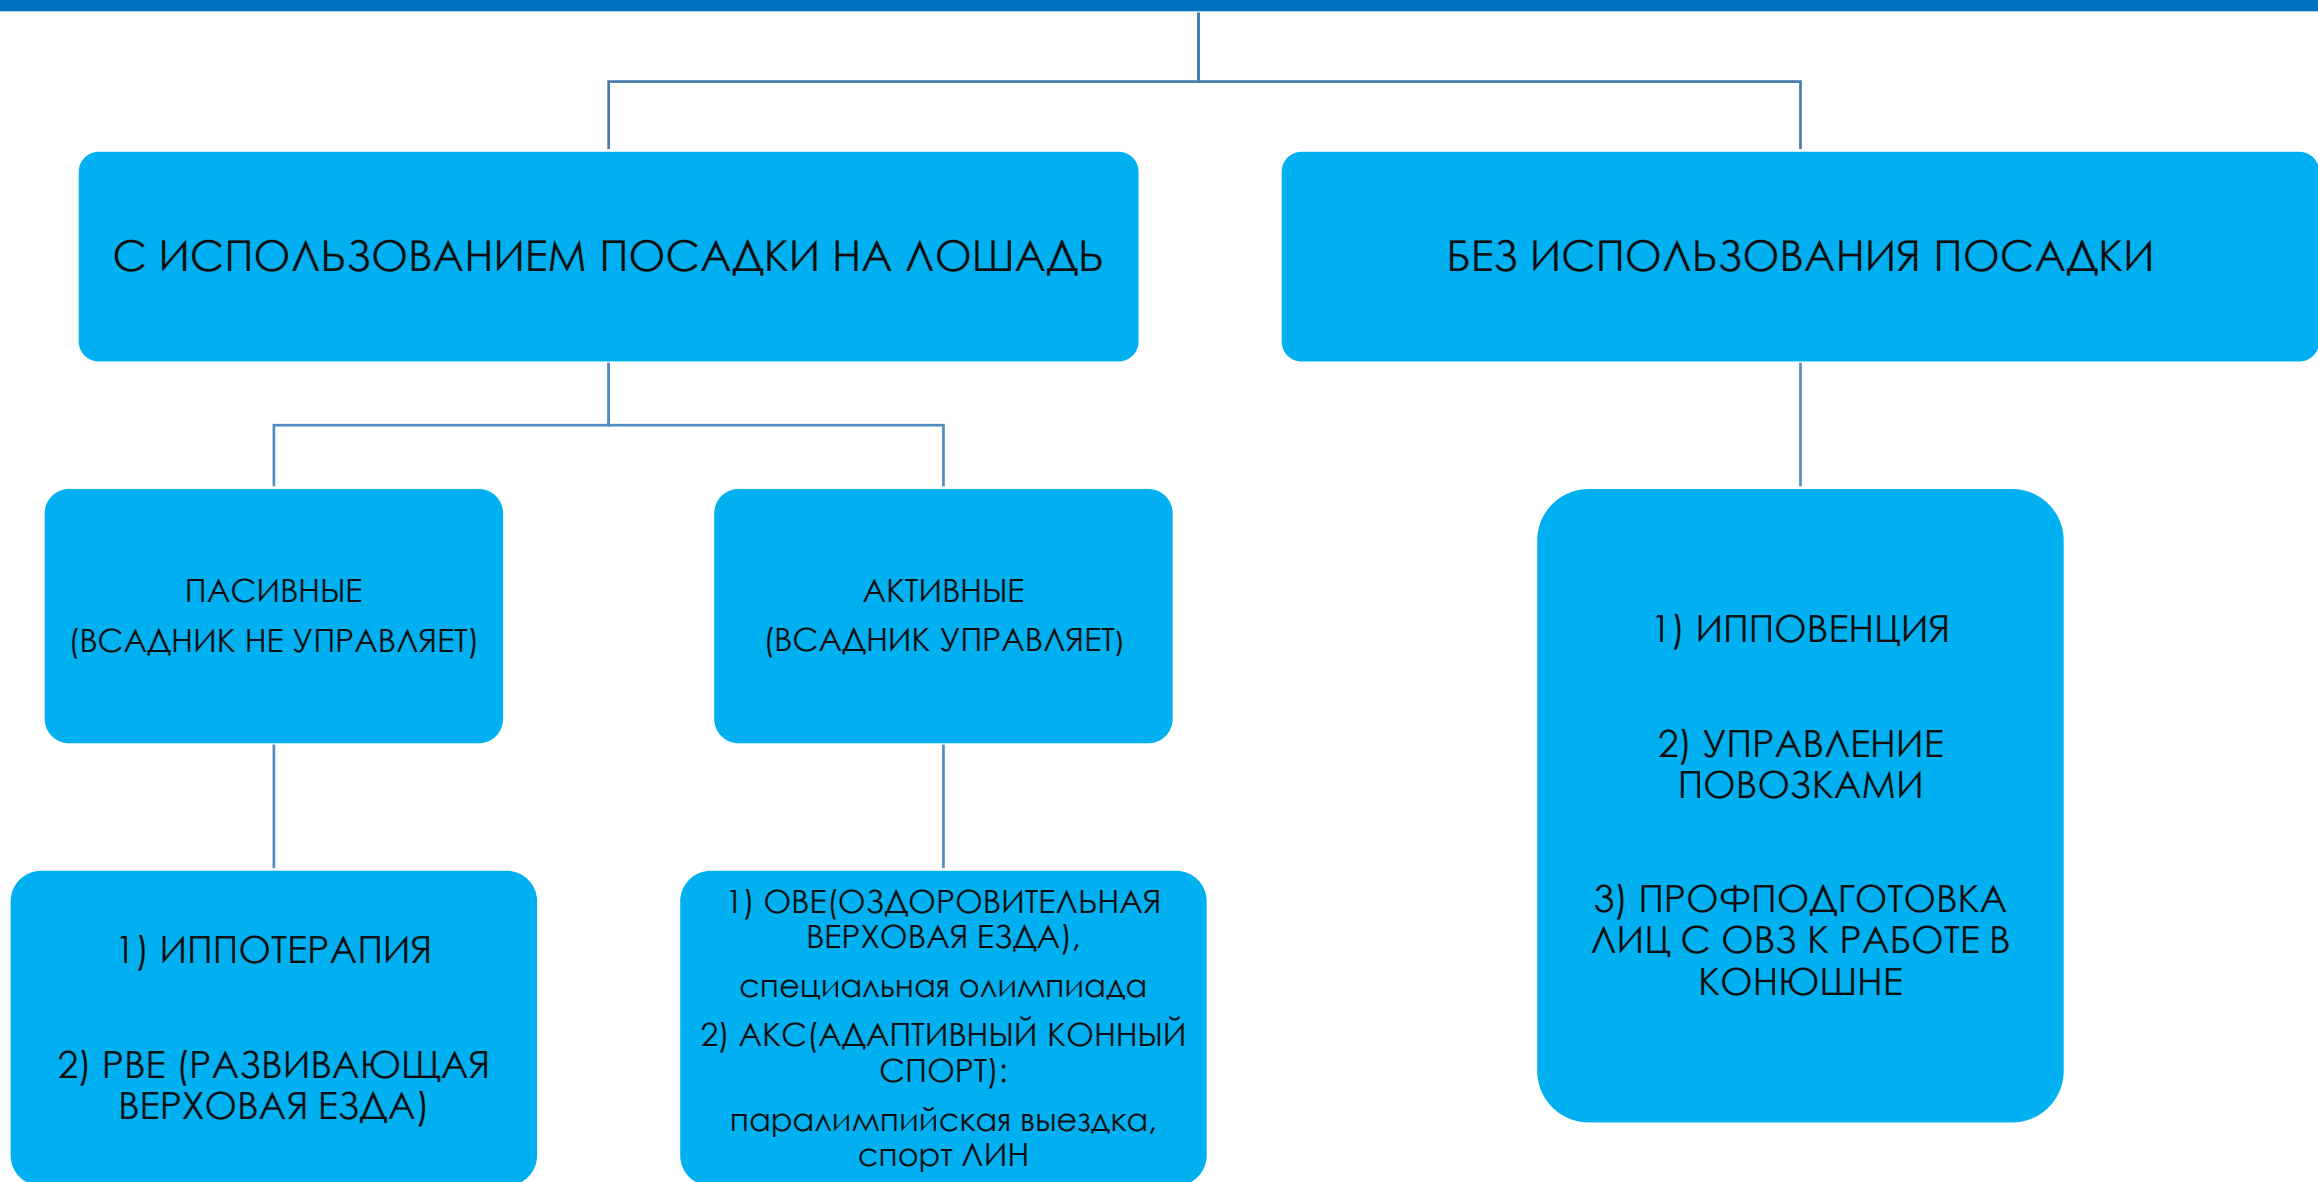 С ИСПОЛЬЗОВАНИЕМ ПОСАДКИ НА ЛОШАДЬ
БЕЗ ИСПОЛЬЗОВАНИЯ ПОСАДКИ
ПАСИВНЫЕ
(ВСАДНИК НЕ УПРАВЛЯЕТ)
АКТИВНЫЕ
(ВСАДНИК УПРАВЛЯЕТ)
1) ИППОТЕРАПИЯ
2) РВЕ (РАЗВИВАЮЩАЯ
ВЕРХОВАЯ ЕЗДА)
1) ОВЕ(ОЗДОРОВИТЕЛЬНАЯ
ВЕРХОВАЯ ЕЗДА),
специальная олимпиада
2) АКС(АДАПТИВНЫЙ КОННЫЙ
СПОРТ):
паралимпийская выездка,
спорт ЛИН
1) ИППОВЕНЦИЯ
2) УПРАВЛЕНИЕ
ПОВОЗКАМИ
3) ПРОФПОДГОТОВКА
ЛИЦ С ОВЗ К РАБОТЕ В
КОНЮШНЕ